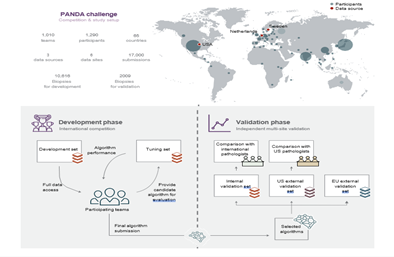 PANDA challenge
Competition & study setup
1,010 teams
1,290 participants
65 countries
3 data sources
6 data sites
17,000 submissions
10,616 Biopsies for development
2009 Biopsies for validation
Participants
Data source
Netherlands
Sweden
USA
Development phase
International competition
Development set
Algorithm performance
Tuning set
Full data access
Provide candidate algorithm for evaluation
Participating teams
Final algorithm submission
Validation phase
Independent multi-site validation
Comparison with international pathologists
Comparison with US pathologists
Internal validation set
US external validation set
EU external validation set
Selected algorithms